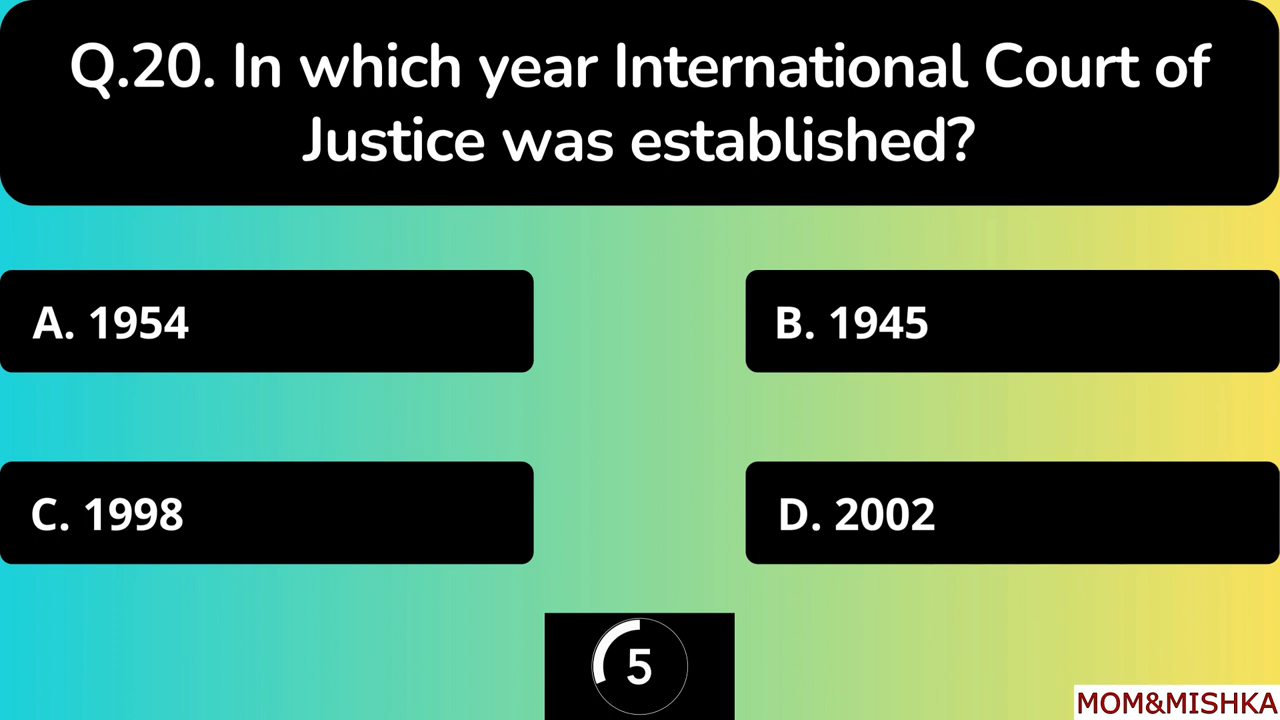 Q.20. In which year International Court of
Justice was established?
A. 1954
B. 1945
C. 1998
D. 2002
5
MOM&MISHKA